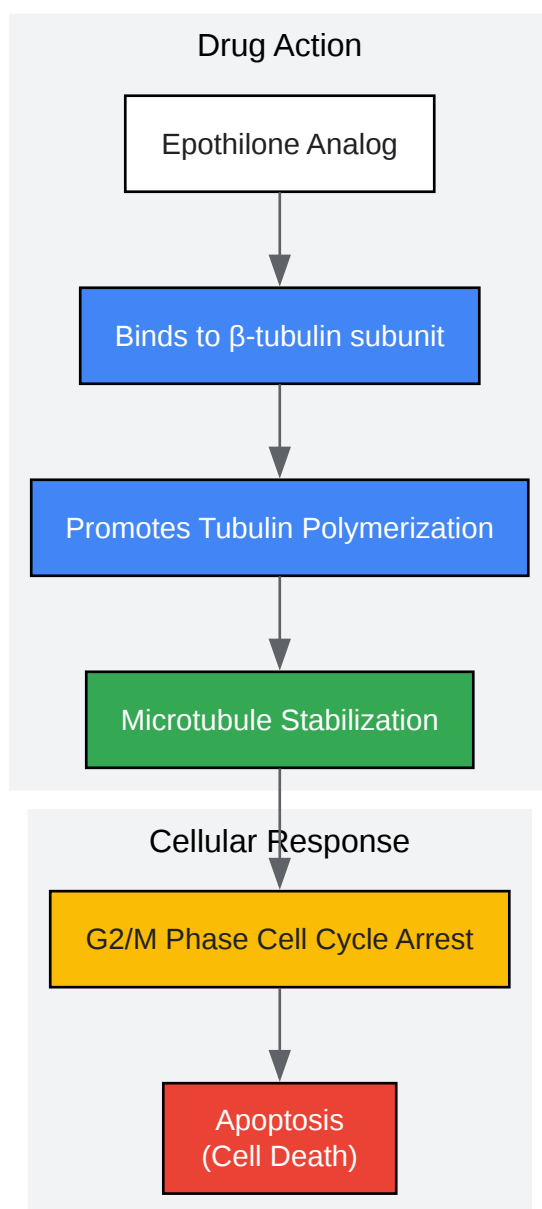 Drug Action
Epothilone Analog
Binds to β-tubulin subunit
Promotes Tubulin Polymerization
Microtubule Stabilization
Cellular Response
G2/M Phase Cell Cycle Arrest
Apoptosis
(Cell Death)